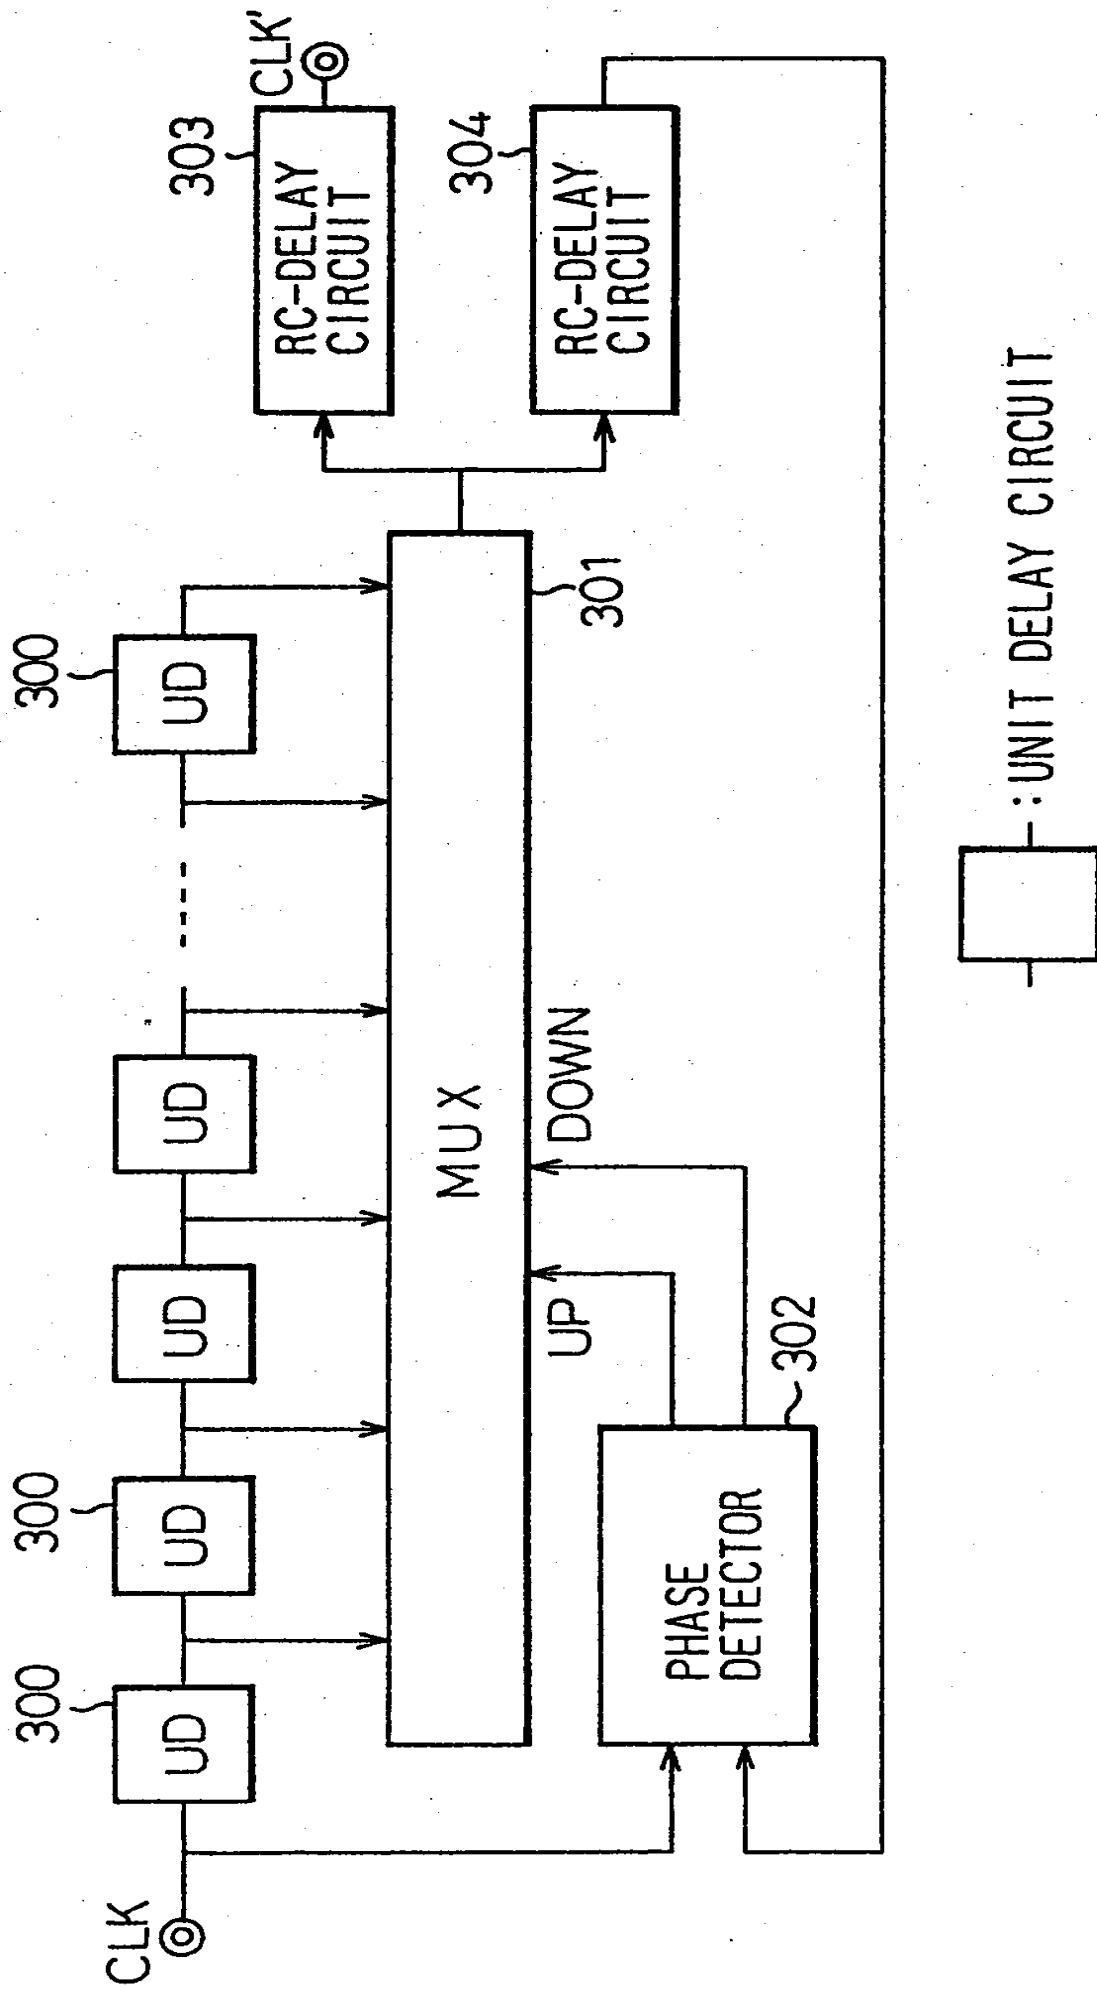 300
300
300
CLK
UD
UD
UD
UD
UD
MUX
301
303
CLK'
RC-DELAY
CIRCUIT
304
RC-DELAY
CIRCUIT
UP
DOWN
PHASE
DETECTOR
302
: UNIT DELAY CIRCUIT